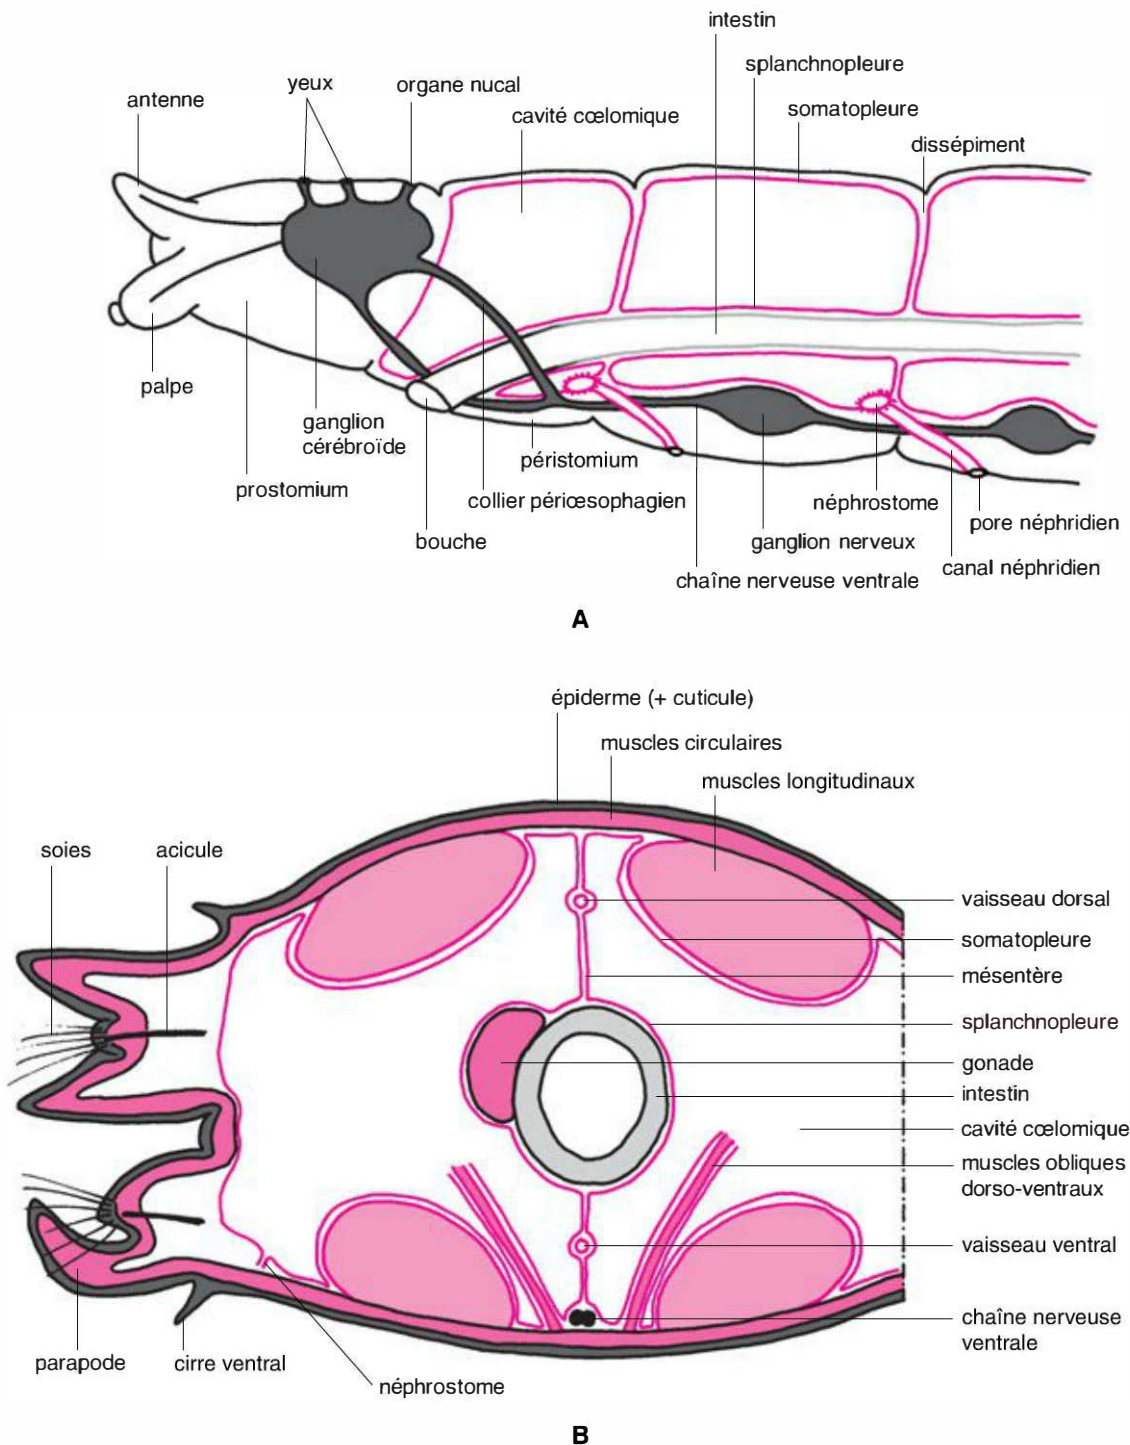 intestin
splanchnopleure
yeux
organe nucal
antenne
somatopleure
cavité cœlomique
dissépiment
palpe
ganglion
cérébroïde
péristomium
prostomium
collier périœsophagien
néphrostome
pore néphridien
bouche
ganglion nerveux
canal néphridien
chaîne nerveuse ventrale
A
épiderme (+ cuticule)
muscles circulaires
muscles longitudinaux
soies
acicule
vaisseau dorsal
somatopleure
mésentère
splanchnopleure
gonade
intestin
cavité cœlomique
muscles obliques
dorso-ventraux
vaisseau ventral
chaîne nerveuse
ventrale
parapode
cirre ventral
néphrostome
B